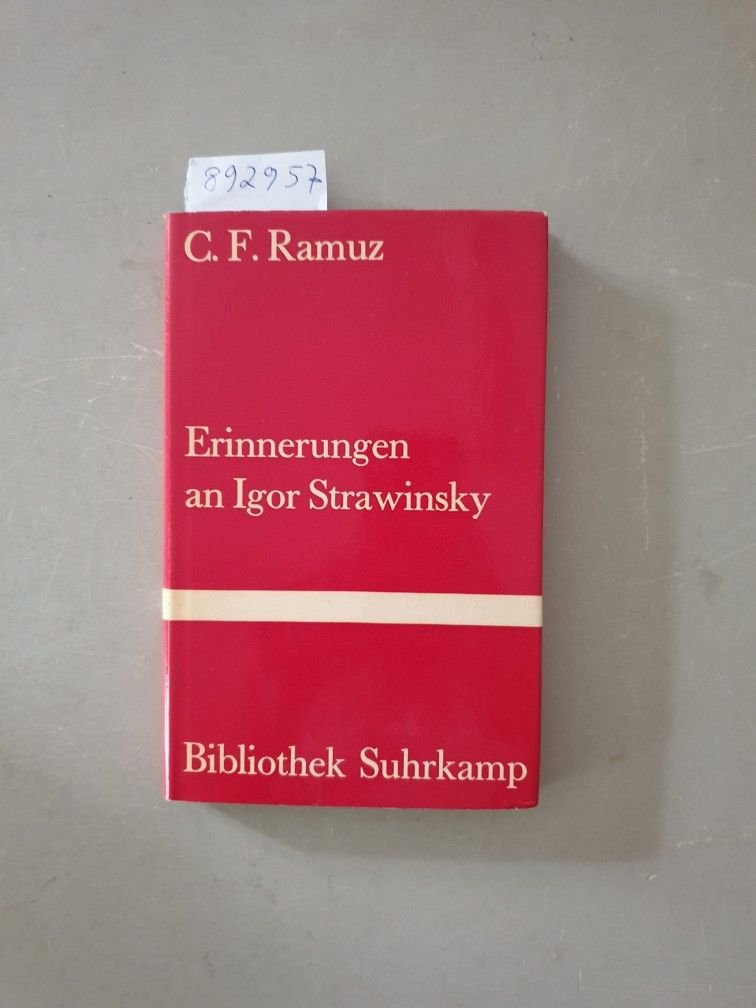 892957
C. F. Ramuz
Erinnerungen
an Igor Strawinsky
Bibliothek Suhrkamp